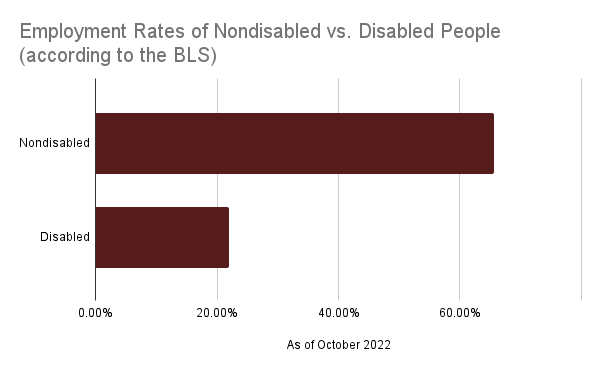 Employment Rates of Nondisabled vs. Disabled People
(according to the BLS)
Nondisabled
Disabled
0.00% 20.00% 40.00% 60.00%
As of October 2022